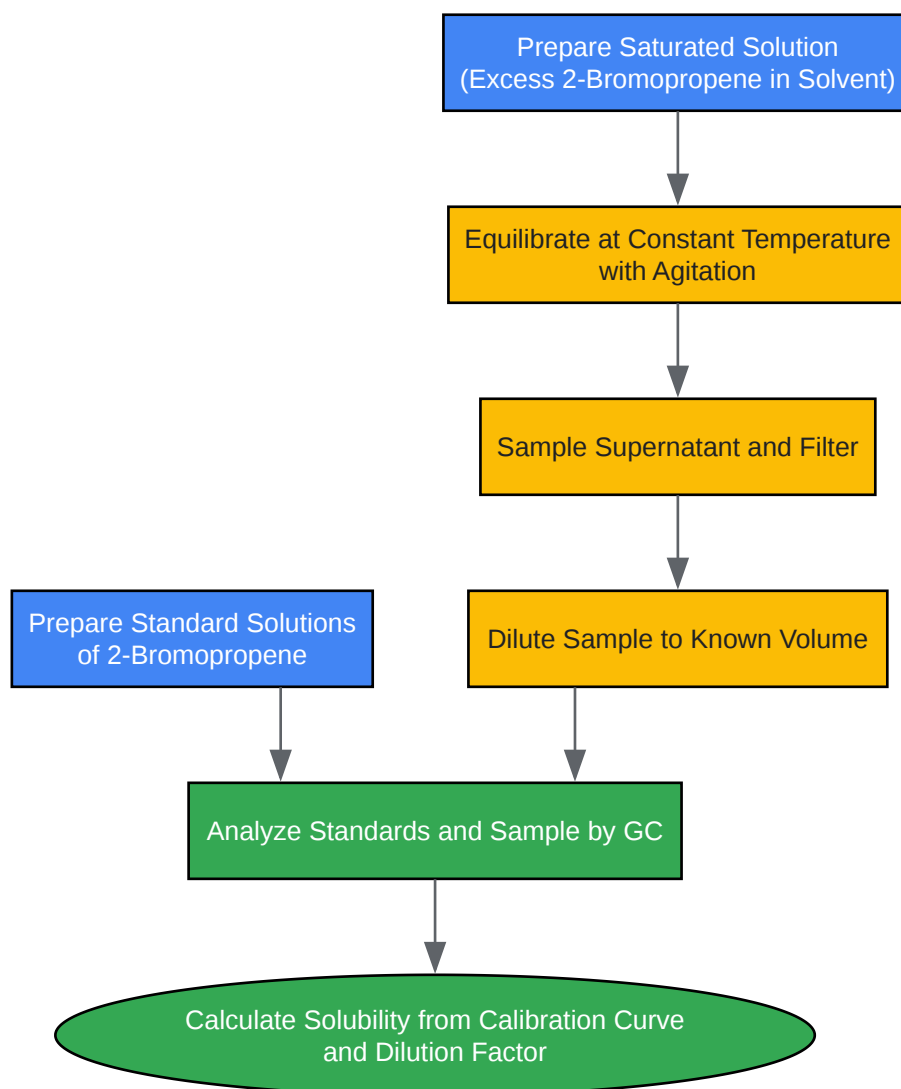 Prepare Saturated Solution
(Excess 2-Bromopropene in Solvent)
Equilibrate at Constant Temperature
with Agitation
Sample Supernatant and Filter
Prepare Standard Solutions
of 2-Bromopropene
Dilute Sample to Known Volume
Analyze Standards and Sample by GC
Calculate Solubility from Calibration Curve
and Dilution Factor